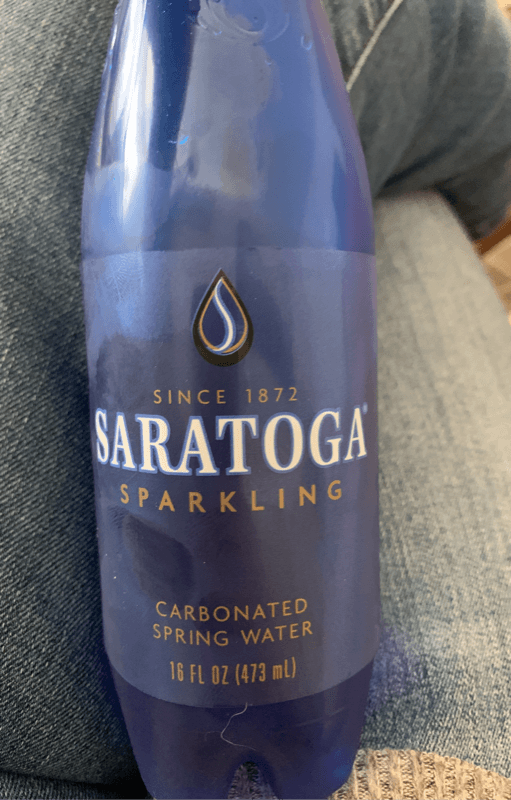 SINCE 1872
SARATOGA®
SPARKLING
CARBONATED
SPRING WATER
16 FL OZ (473 mL)